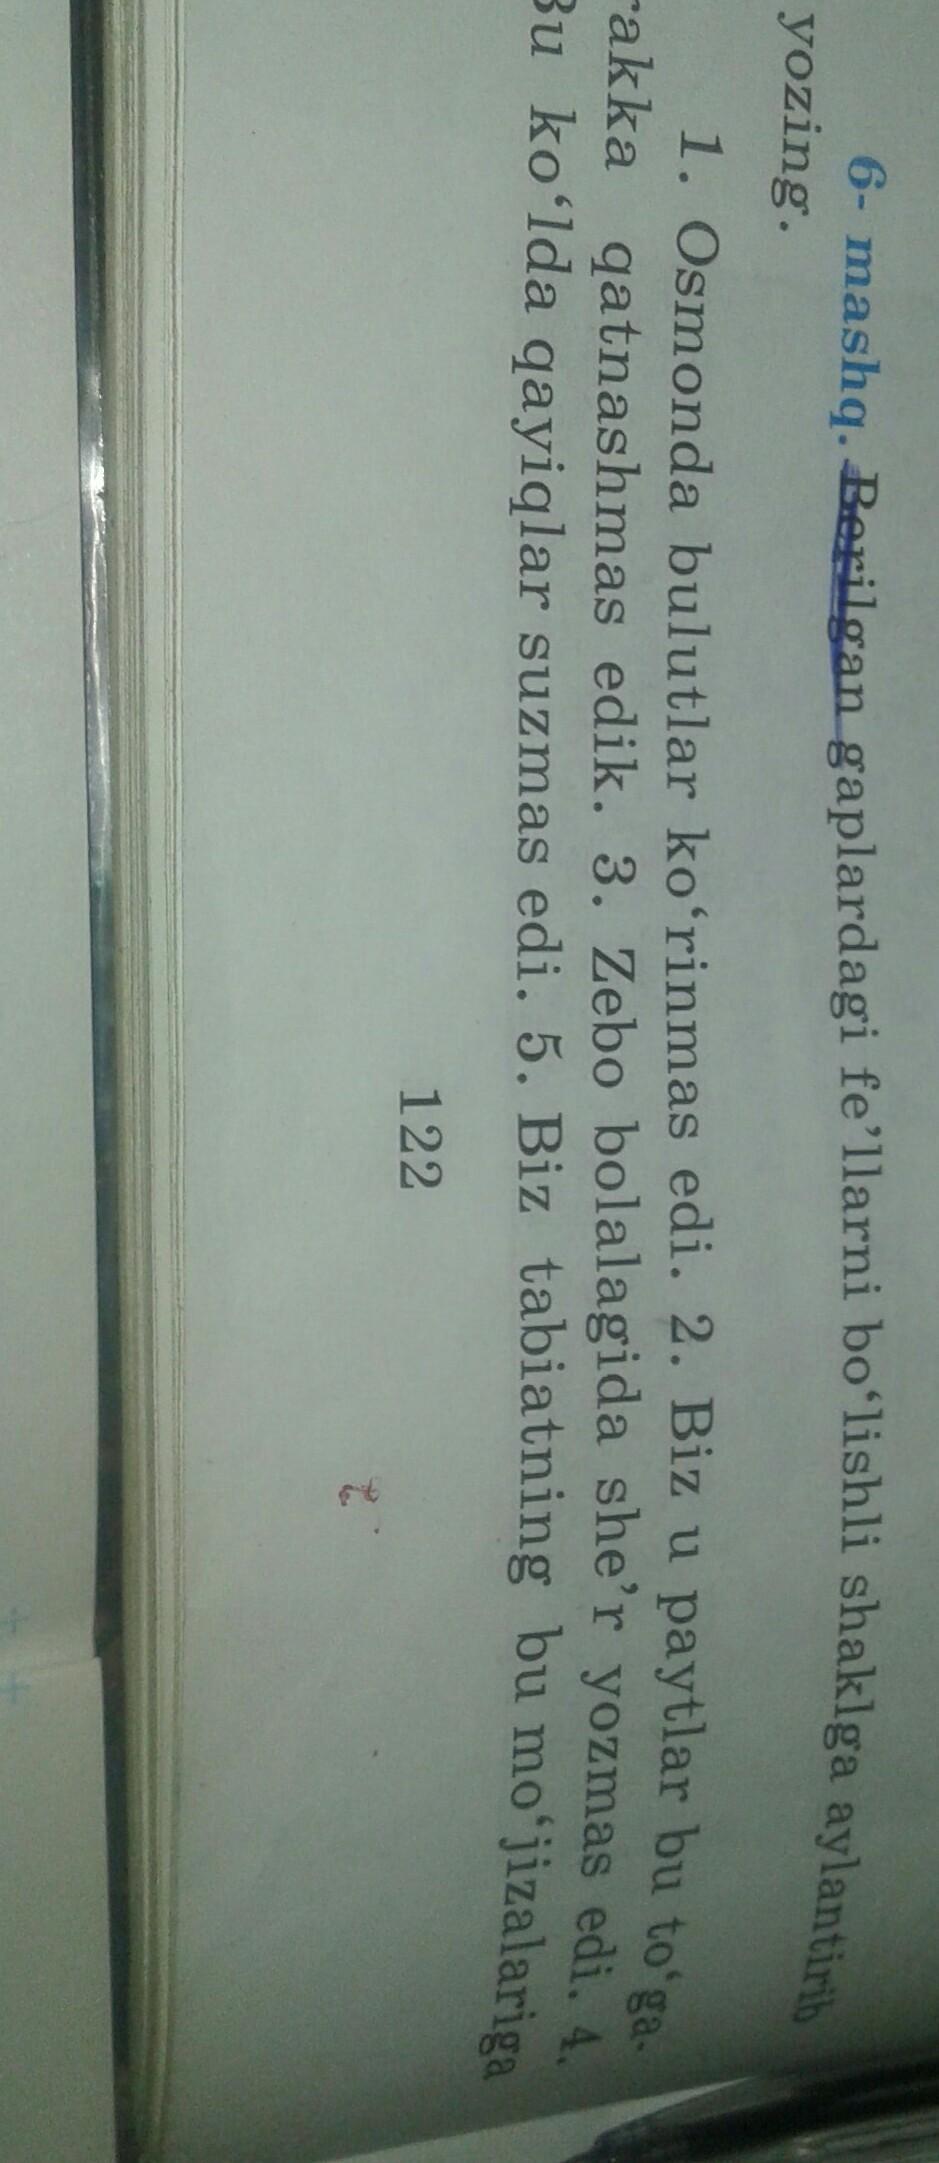 6- mashq. Berilgan gaplardagi fe’llarni bo‘lishli shaklga aylantirib
yozing.
1. Osmonda bulutlar ko‘rinmas edi. 2. Biz u paytlar bu to‘ga-
rakka qatnashmas edik. 3. Zebo bolalagida she’r yozmas edi. 4.
Bu ko‘lda qayiqlar suzmas edi. 5. Biz tabiatning bu mo‘jizalariga
122